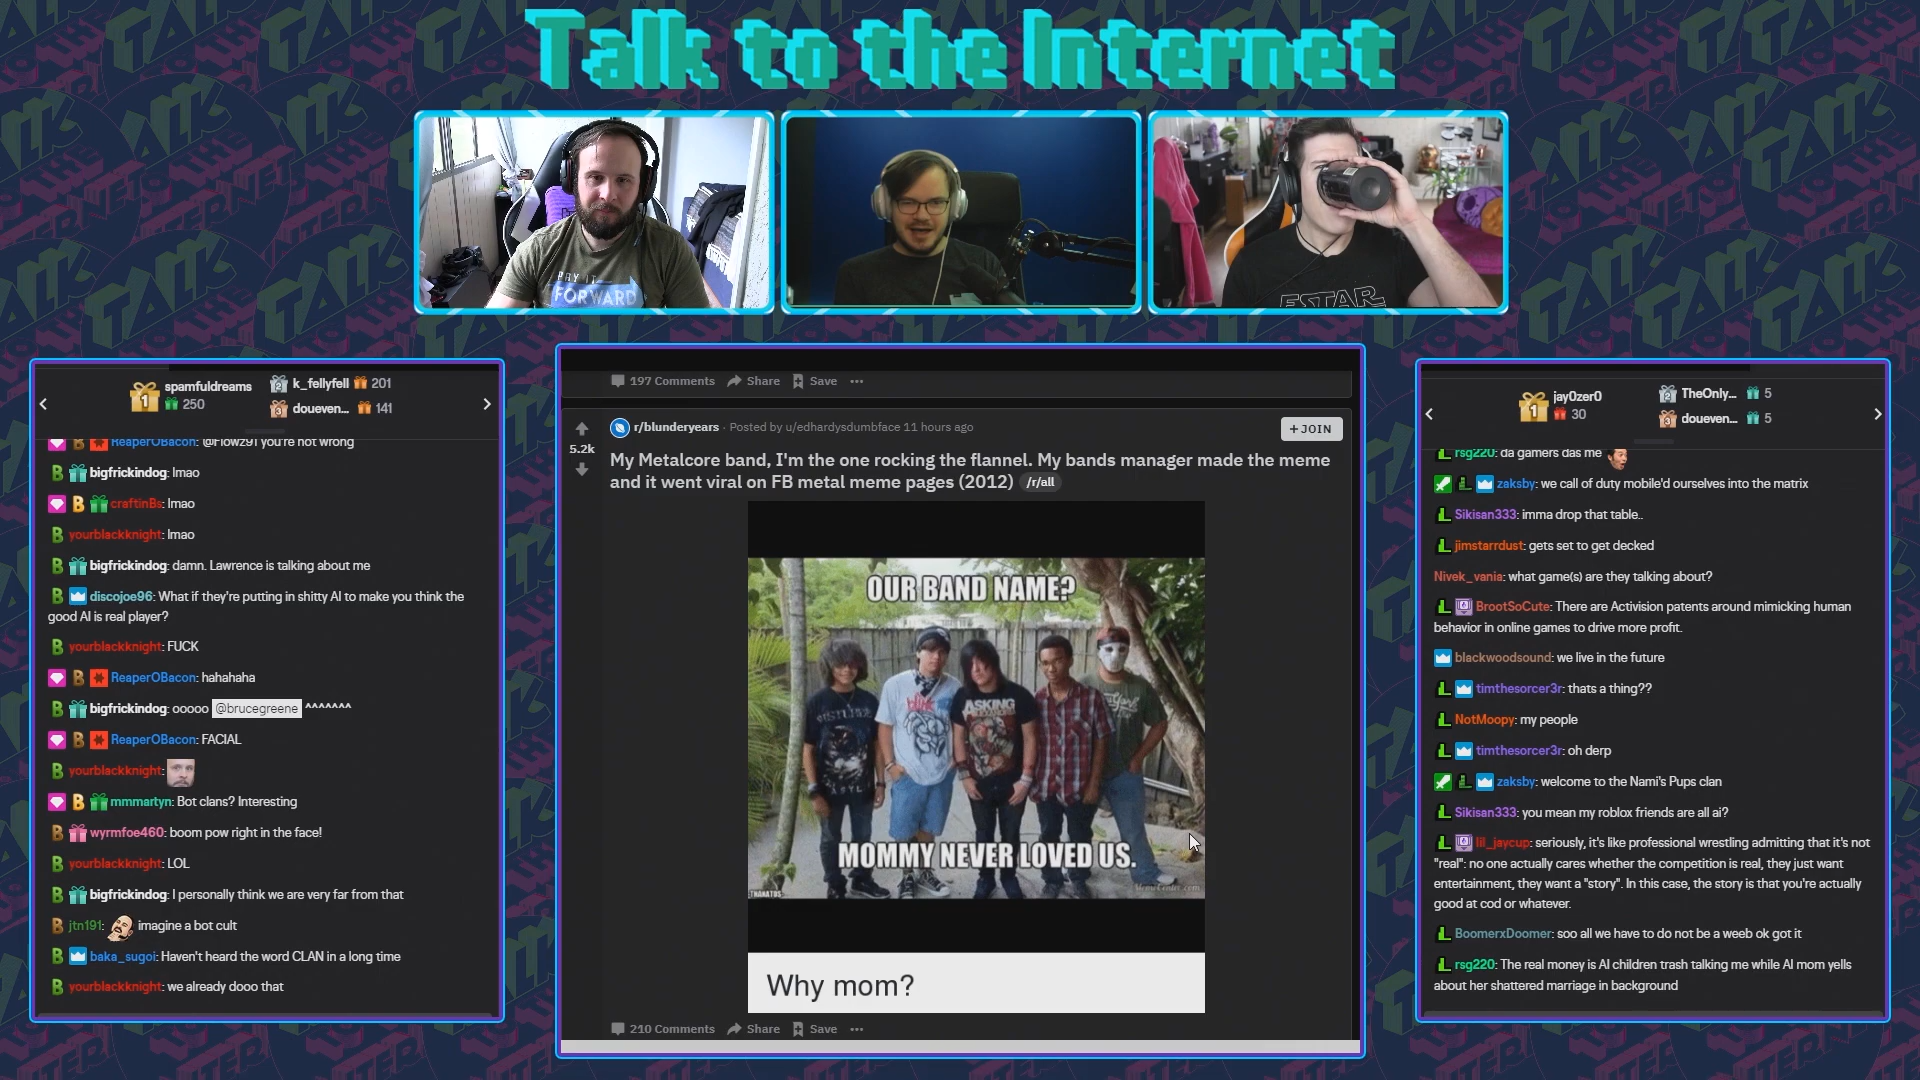 Talk to the Internet
PAY IT
FORWARD
spamfuldreams
250
k_fellyfell 201
doueven... 141
ReaperOBacon: @Flow291 you're not wrong
bigfrickindog: lmao
craftinBs: lmao
yourblackknight: lmao
bigfrickindog: damn. Lawrence is talking about me
discojoe96: What if they're putting in shitty AI to make you think the
good AI is real player?
yourblackknight: FUCK
ReaperOBacon: hahahaha
bigfrickindog: ooooo @brucegreene ^^^^^^^
ReaperOBacon: FACIAL
yourblackknight:
mmmartyn: Bot clans? Interesting
wyrmfoe460: boom pow right in the face!
yourblackknight: LOL
bigfrickindog: I personally think we are very far from that
jtn191: imagine a bot cult
baka_sugoi: Haven't heard the word CLAN in a long time
yourblackknight: we already dooo that
197 Comments Share Save ...
r/blunderyears · Posted by u/edhardysdumbface 11 hours ago
+ JOIN
5.2k
My Metalcore band, I'm the one rocking the flannel. My bands manager made the meme
and it went viral on FB metal meme pages (2012) /r/all
OUR BAND NAME?
ASKING
MOMMY NEVER LOVED US.
MemeCenter.com
Why mom?
210 Comments Share Save ...
jay0zer0
30
TheOnly... 5
doueven... 5
rsg220: da gamers das me
zaksby: we call of duty mobile'd ourselves into the matrix
Sikisan333: imma drop that table..
jimstarrdust: gets set to get decked
Nivek_vania: what game(s) are they talking about?
BrootSoCute: There are Activision patents around mimicking human
behavior in online games to drive more profit.
blackwoodsound: we live in the future
timthesorcer3r: thats a thing??
NotMoopy: my people
timthesorcer3r: oh derp
zaksby: welcome to the Nami's Pups clan
Sikisan333: you mean my roblox friends are all ai?
lil_jaycup: seriously, it's like professional wrestling admitting that it's not
"real": no one actually cares whether the competition is real, they just want
entertainment, they want a "story". In this case, the story is that you're actually
good at cod or whatever.
BoomerxDoomer: soo all we have to do not be a weeb ok got it
rsg220: The real money is AI children trash talking me while AI mom yells
about her shattered marriage in background